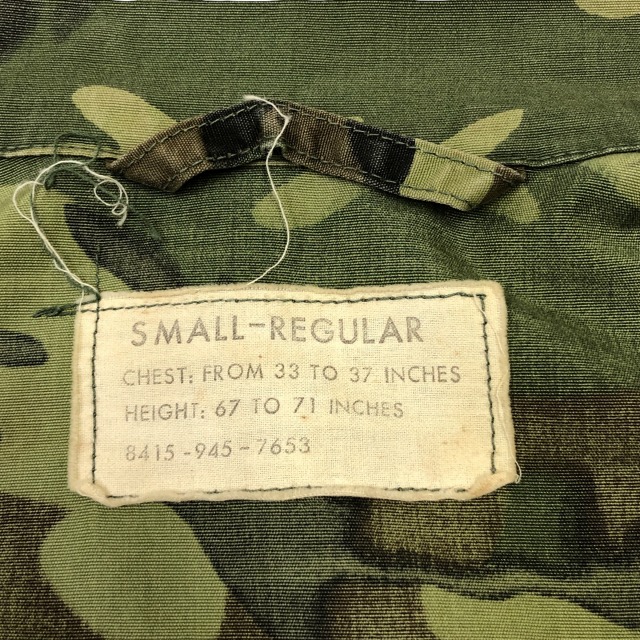 SMALL-REGULAR
CHEST: FROM 33 TO 37 INCHES
HEIGHT: 67 TO 71 INCHES
8415-945-7653